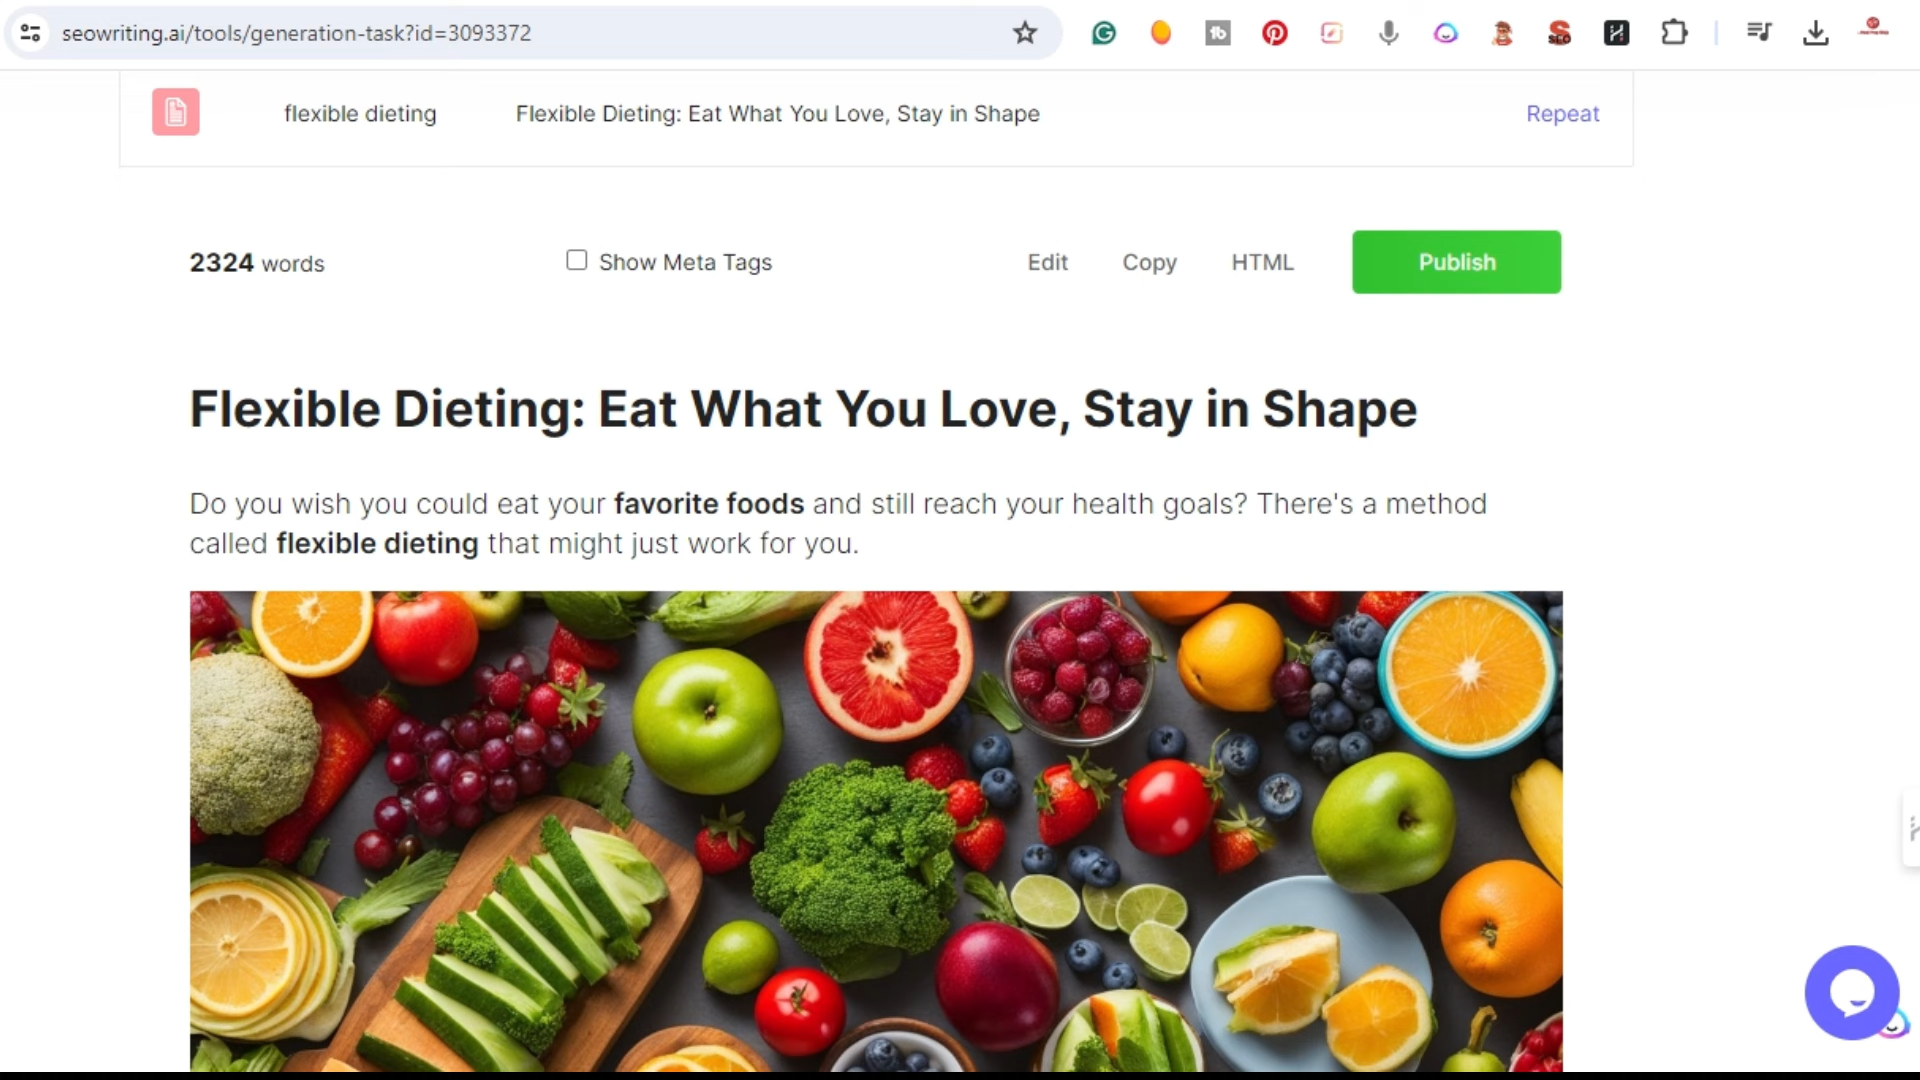 seowriting.ai/tools/generation-task?id=3093372
flexible dieting Flexible Dieting: Eat What You Love, Stay in Shape Repeat
2324 words Show Meta Tags Edit Copy HTML Publish
Flexible Dieting: Eat What You Love, Stay in Shape
Do you wish you could eat your favorite foods and still reach your health goals? There's a method
called flexible dieting that might just work for you.